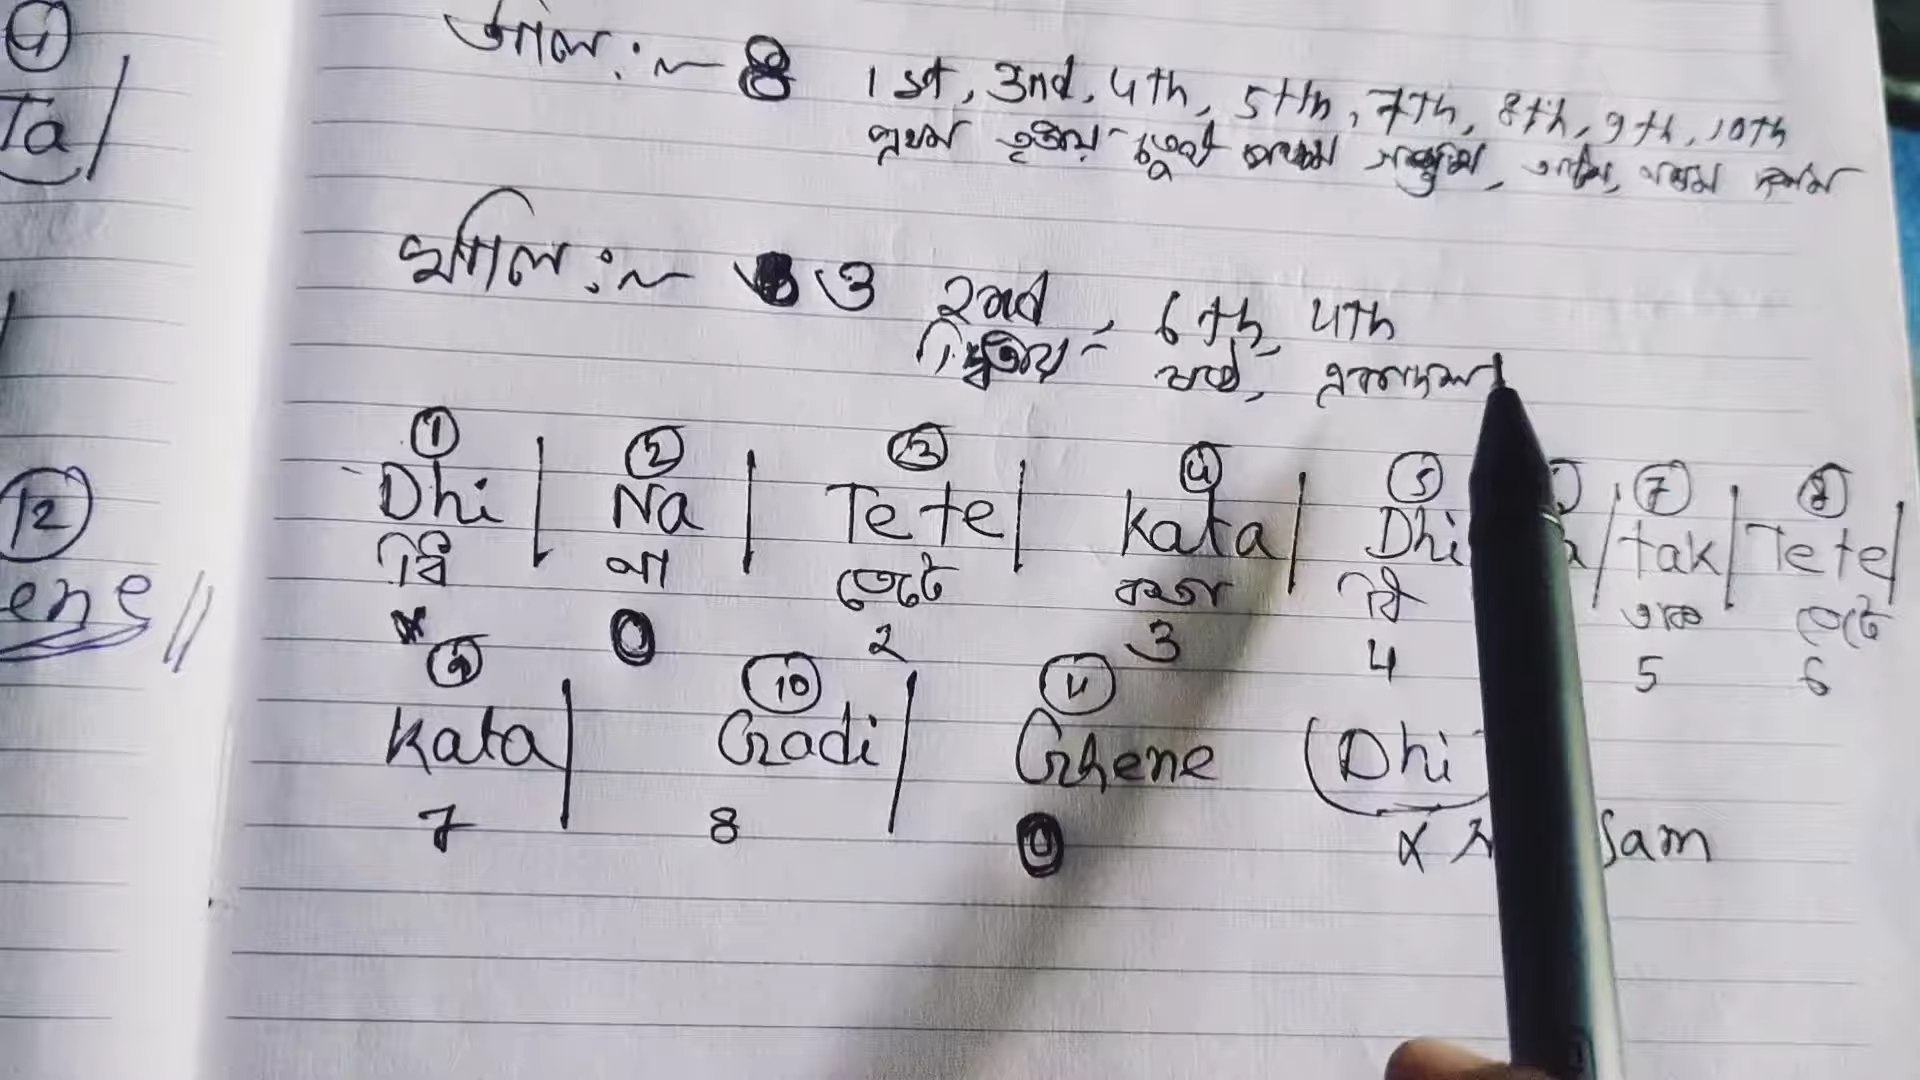 4
Ta
তাল:~ 8 1st, 3nd, 4th, 5th, 7th, 8th, 9th, 10th
প্রথম তৃতীয় চতুর্থ পঞ্চম সপ্তম, অষ্টম, নবম দশম
খালি:~ ও 2nd, 6th, 4th
দ্বিতীয়, ষষ্ঠ, একাদশ
1 2 3 4 5 7 8
Dhi | Na | Tete | Kata | Dhi | tak | Tete |
ধি না তেটে কতা ধি তাক তেটে
x 0 2 3 4 5 6
12
ene ||
9 10 11
Kata | Gadi | Ghene (Dhi
7 8 0 x Sam